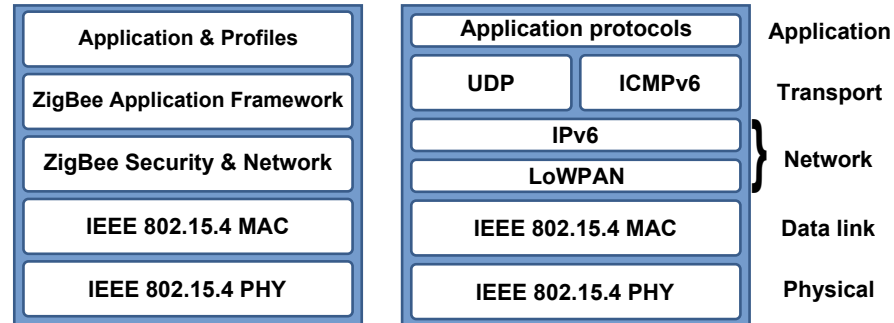 Application & Profiles
ZigBee Application Framework
ZigBee Security & Network
IEEE 802.15.4 MAC
IEEE 802.15.4 PHY
Application protocols
UDP
ICMPv6
IPv6
LoWPAN
IEEE 802.15.4 MAC
IEEE 802.15.4 PHY
Application
Transport
Network
Data link
Physical